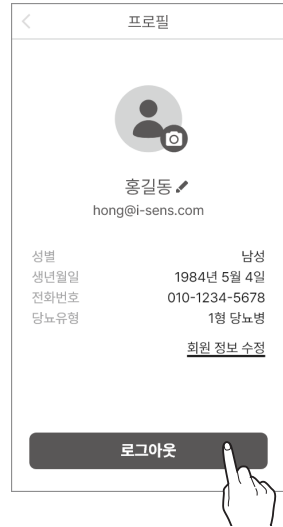 프로필
홍길동
hong@i-sens.com
성별 남성
생년월일 1984년 5월 4일
전화번호 010-1234-5678
당뇨유형 1형 당뇨병
회원 정보 수정
로그아웃